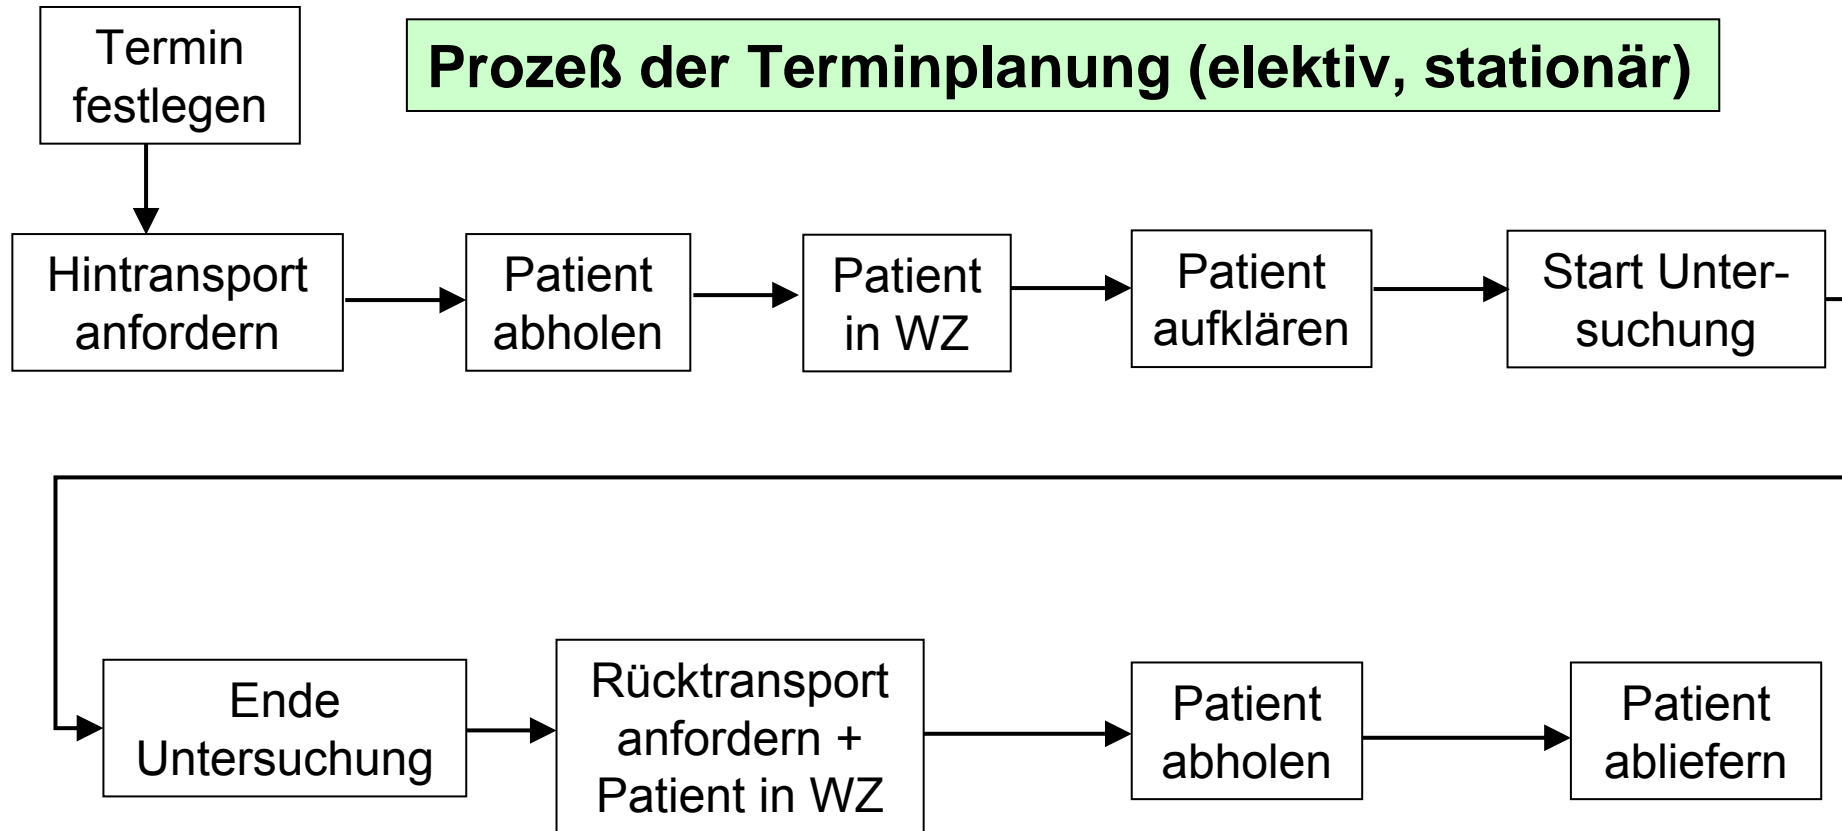 Termin
festlegen
Prozeß der Terminplanung (elektiv, stationär)
Hintransport
anfordern
Patient
abholen
Patient
in WZ
Patient
aufklären
Start Unter-
suchung
Ende
Untersuchung
Rücktransport
anfordern +
Patient in WZ
Patient
abholen
Patient
abliefern